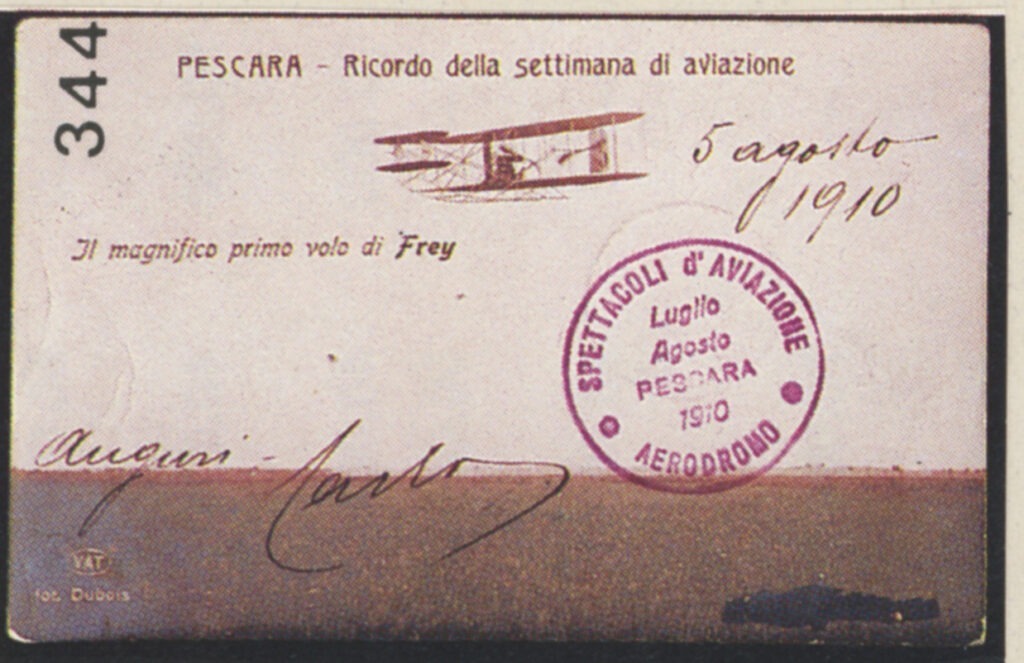 344
PESCARA - Ricordo della settimana di aviazione
5 agosto
1910
Il magnifico primo volo di Frey
SPETTACOLI d'AVIAZIONE
Luglio
Agosto
PESCARA
1910
AERODROMO
Auguri - Carlo
VAT
fot. Dubois